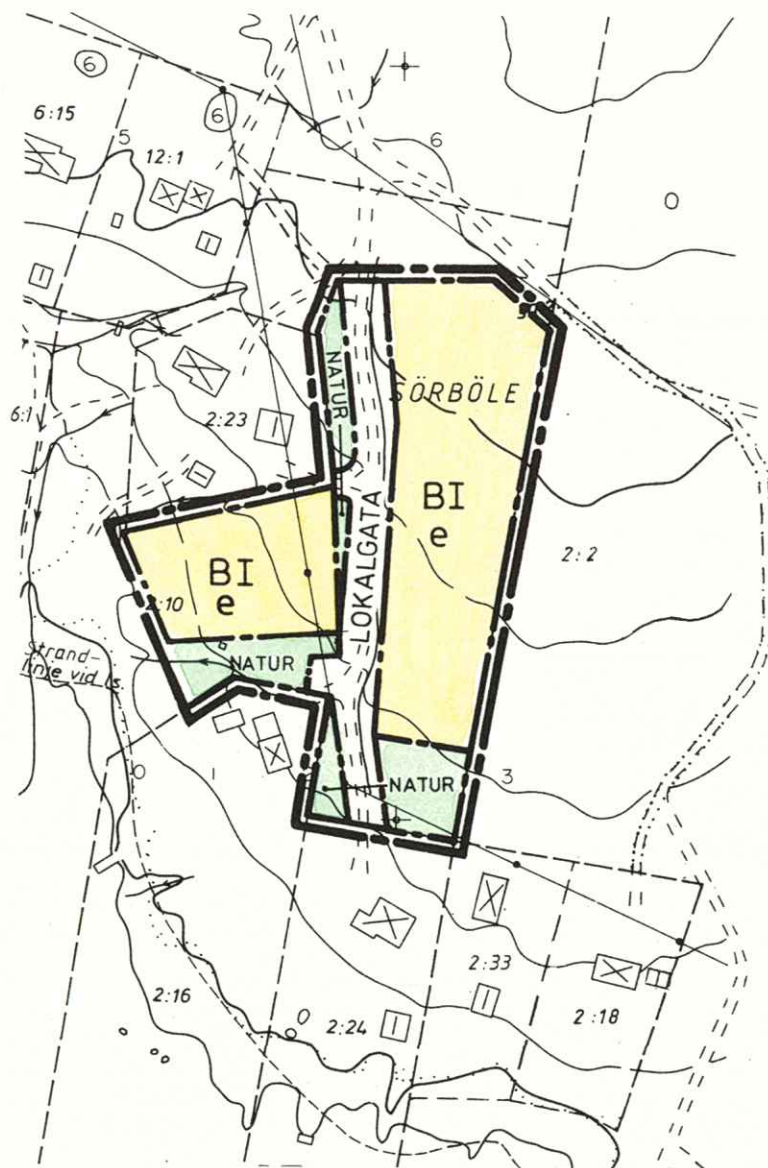 6
6:15
5
12:1
6
6
0
NATUR
SÖRBÖLE
6:1
2:23
BI
e
LOKALGATA
2:2
BI
e
2:10
Strand-
linje vid ls.
NATUR
0
1
NATUR
3
2:16
0
2:24
2:33
2:18